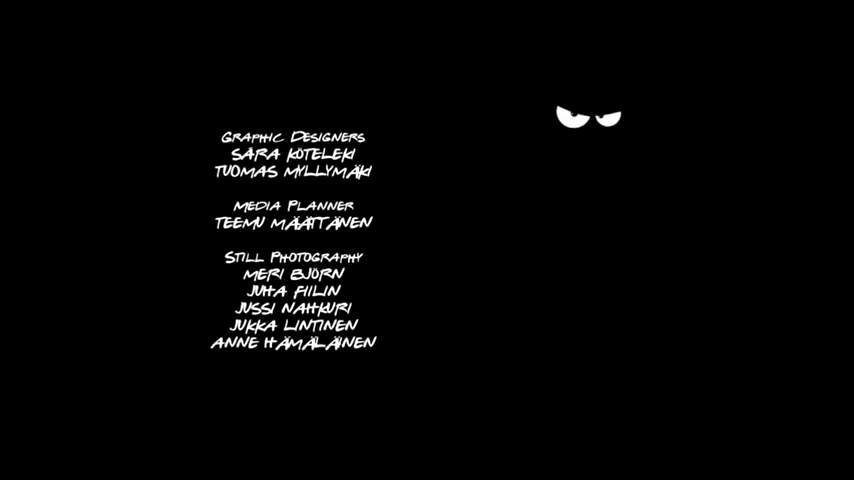 Graphic Designers
SARA KÖTELEKI
TUOMAS MYLLYMÄKI
Media Planner
TEEMU MÄÄTTÄNEN
Still Photography
MERI BJÖRN
JUHA FIILIN
JUSSI NAHKURI
JUKKA LINTINEN
ANNE HÄMÄLÄINEN